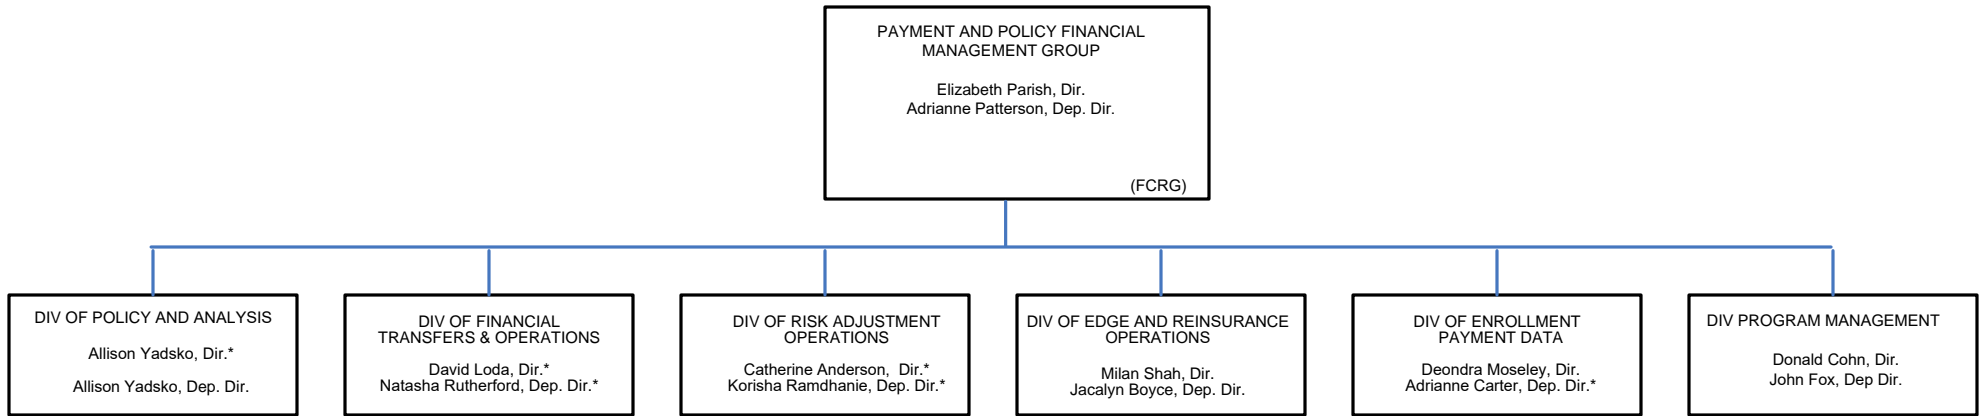 PAYMENT AND POLICY FINANCIAL
MANAGEMENT GROUP
Elizabeth Parish, Dir.
Adrianne Patterson, Dep. Dir.
(FCRG)
DIV OF POLICY AND ANALYSIS
Allison Yadsko, Dir.*
Allison Yadsko, Dep. Dir.
DIV OF FINANCIAL
TRANSFERS & OPERATIONS
David Loda, Dir.*
Natasha Rutherford, Dep. Dir.*
DIV OF RISK ADJUSTMENT
OPERATIONS
Catherine Anderson, Dir.*
Korisha Ramdhanie, Dep. Dir.*
DIV OF EDGE AND REINSURANCE
OPERATIONS
Milan Shah, Dir.
Jacalyn Boyce, Dep. Dir.
DIV OF ENROLLMENT
PAYMENT DATA
Deondra Moseley, Dir.
Adrianne Carter, Dep. Dir.*
DIV PROGRAM MANAGEMENT
Donald Cohn, Dir.
John Fox, Dep Dir.